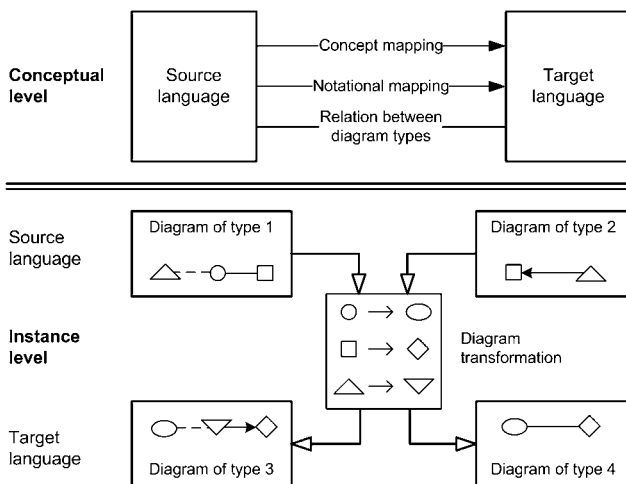 Conceptual
level
Source
language
Concept mapping
Notational mapping
Relation between
diagram types
Target
language
Source
language
Diagram of type 1
Diagram of type 2
Instance
level
Diagram
transformation
Target
language
Diagram of type 3
Diagram of type 4